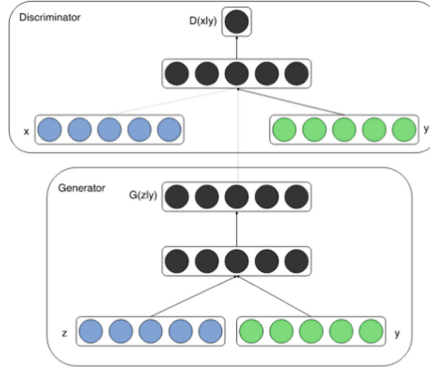 Discriminator
D(x|y)
x
y
Generator
G(z|y)
z
y